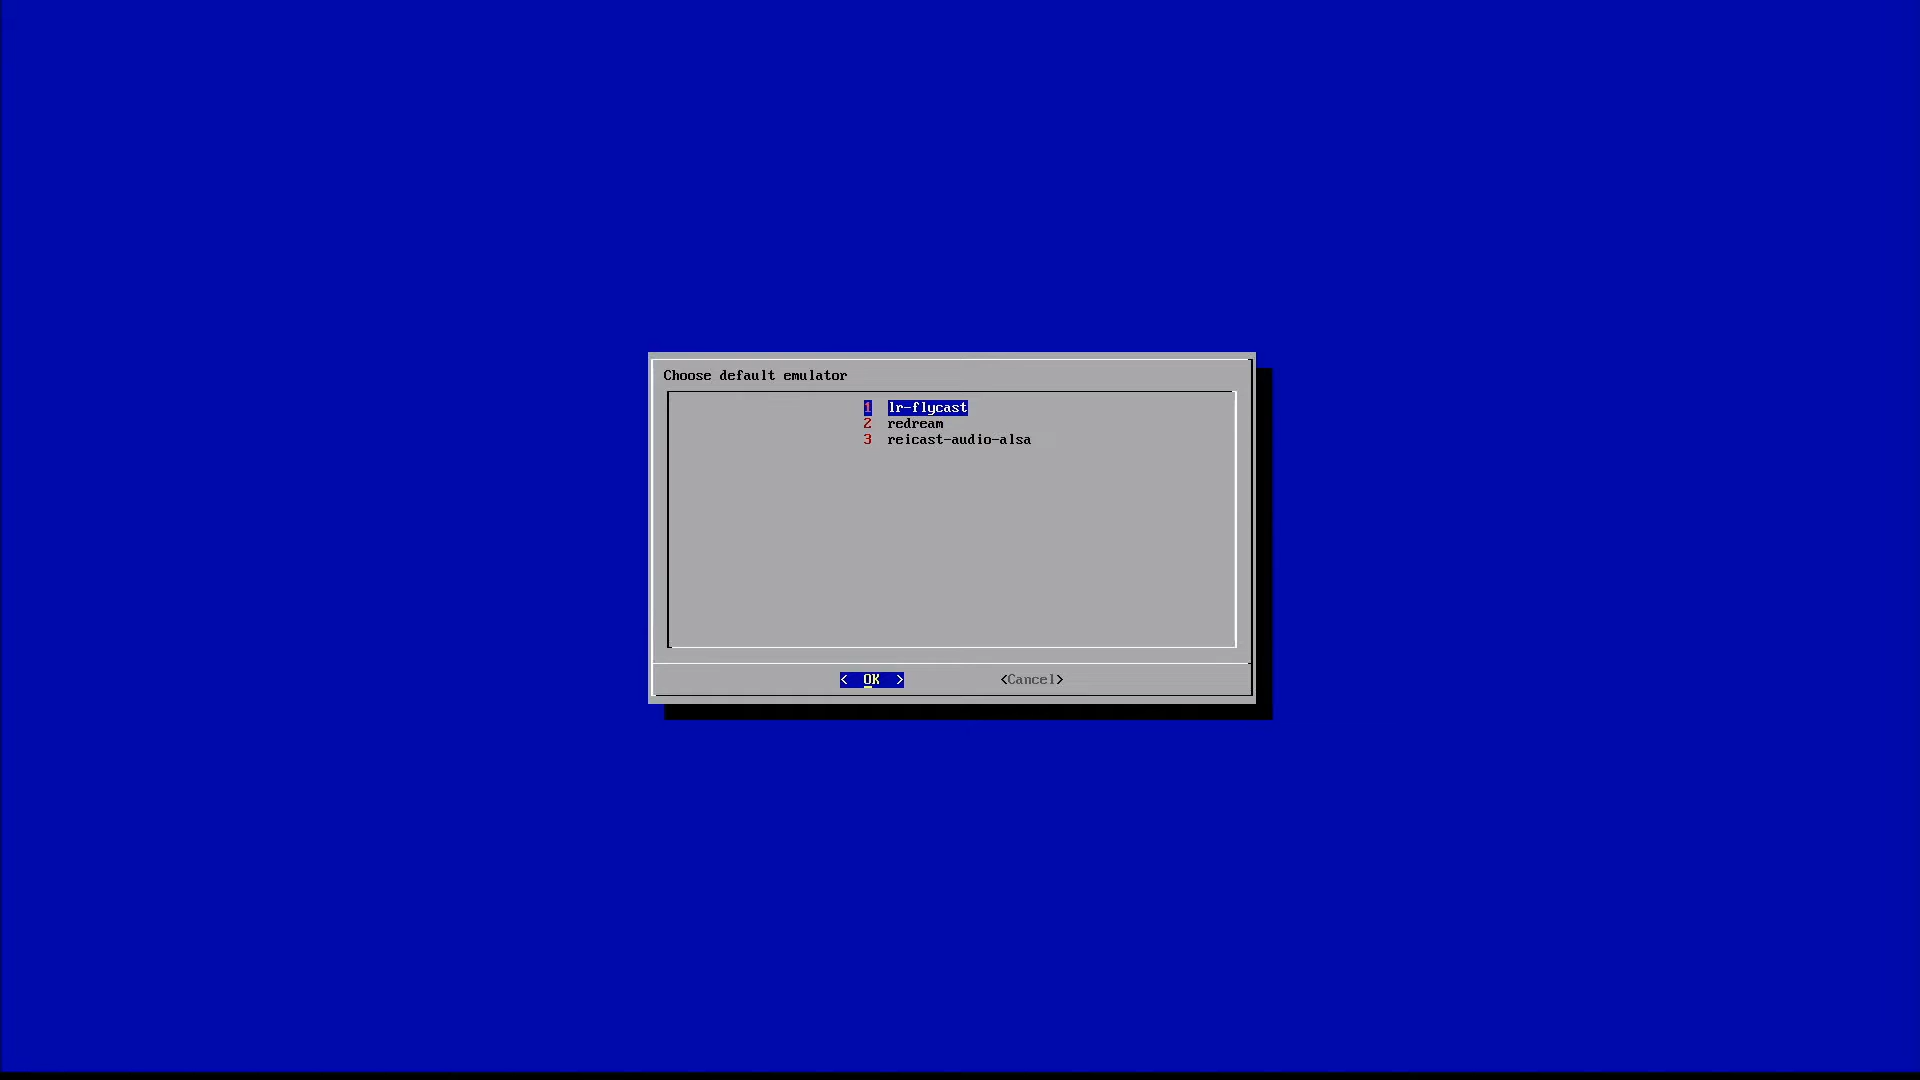 Choose default emulator
1 lr-flycast
2 redream
3 reicast-audio-alsa
< OK > <Cancel>